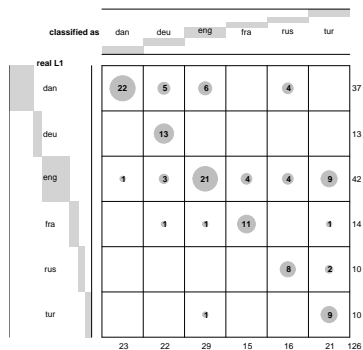 classified as dan deu eng fra rus tur
real L1
dan 22 5 6 4 37
deu 13 13
eng 1 3 21 4 4 9 42
fra 1 1 11 1 14
rus 8 2 10
tur 1 9 10
23 22 29 15 16 21 126